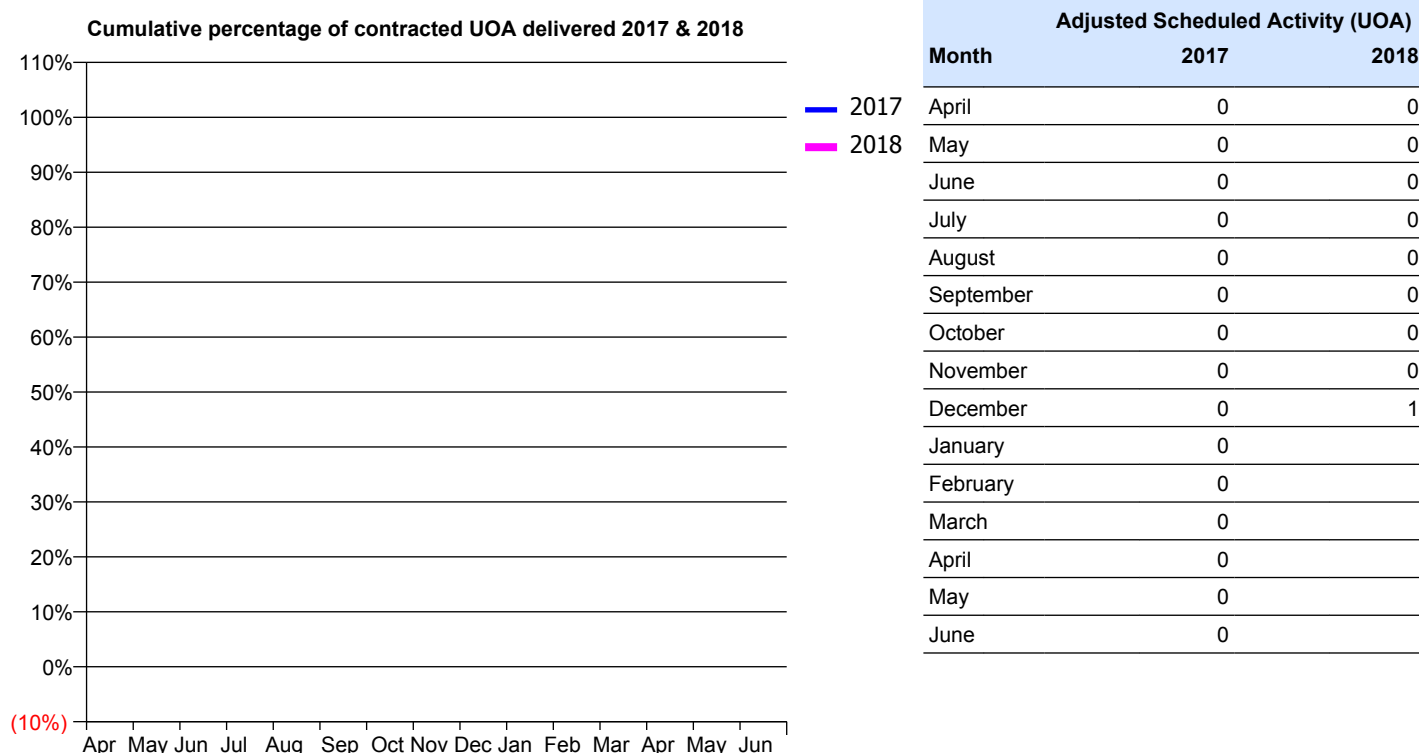 Cumulative percentage of contracted UOA delivered 2017 & 2018
110%
100%
90%
80%
70%
60%
50%
40%
30%
20%
10%
0%
(10%)
Apr May Jun Jul Aug Sep Oct Nov Dec Jan Feb Mar Apr May Jun
2017
2018
Adjusted Scheduled Activity (UOA)
Month 2017 2018
April 0 0
May 0 0
June 0 0
July 0 0
August 0 0
September 0 0
October 0 0
November 0 0
December 0 1
January 0
February 0
March 0
April 0
May 0
June 0